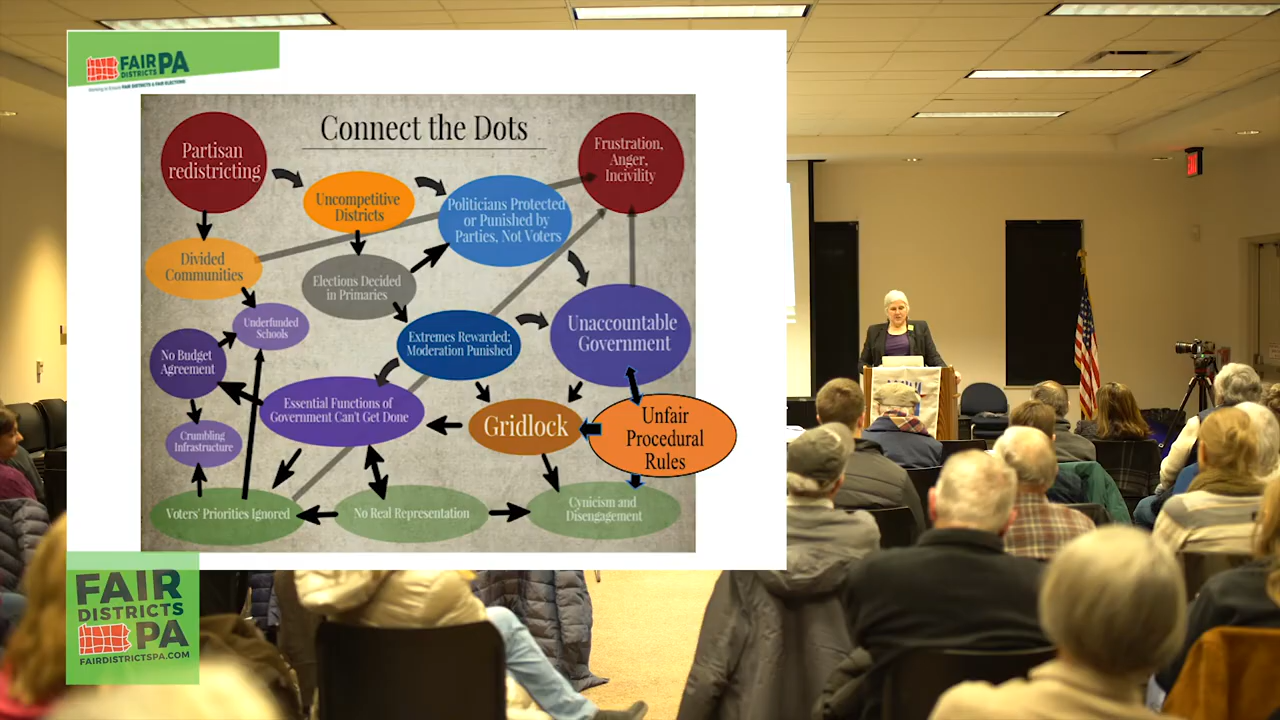 FAIR
DISTRICTS
PA
Connect the Dots
Partisan
redistricting
Frustration,
Anger,
Incivility
Uncompetitive
Districts
Politicians Protected
or Punished by
Parties, Not Voters
Divided
Communities
Elections Decided
in Primaries
Underfunded
Schools
Extremes Rewarded;
Moderation Punished
Unaccountable
Government
No Budget
Agreement
Essential Functions of
Government Can't Get Done
Gridlock
Unfair
Procedural
Rules
Crumbling
Infrastructure
Voters' Priorities Ignored
No Real Representation
Cynicism and
Disengagement
FAIR
DISTRICTS
PA
FAIRDISTRICTSPA.COM
EXIT